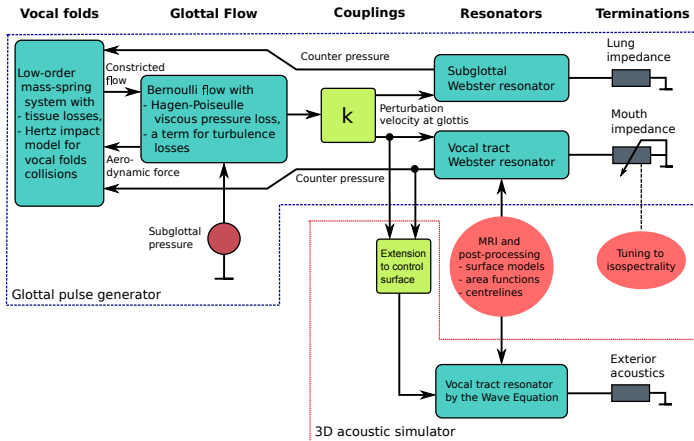 Vocal folds
Glottal Flow
Couplings
Resonators
Terminations
Low-order
mass-spring
system with
- tissue losses,
- Hertz impact
model for
vocal folds
collisions
Constricted
flow
Aero-
dynamic force
Bernoulli flow with
- Hagen-Poiseulle
viscous pressure loss,
- a term for turbulence
losses
Counter pressure
k
Perturbation
velocity at glottis
Subglottal
Webster resonator
Lung
impedance
Mouth
impedance
Vocal tract
Webster resonator
Counter pressure
Subglottal
pressure
Extension
to control
surface
MRI and
post-processing
- surface models
- area functions
- centrelines
Tuning to
isospectrality
Glottal pulse generator
Vocal tract resonator
by the Wave Equation
Exterior
acoustics
3D acoustic simulator